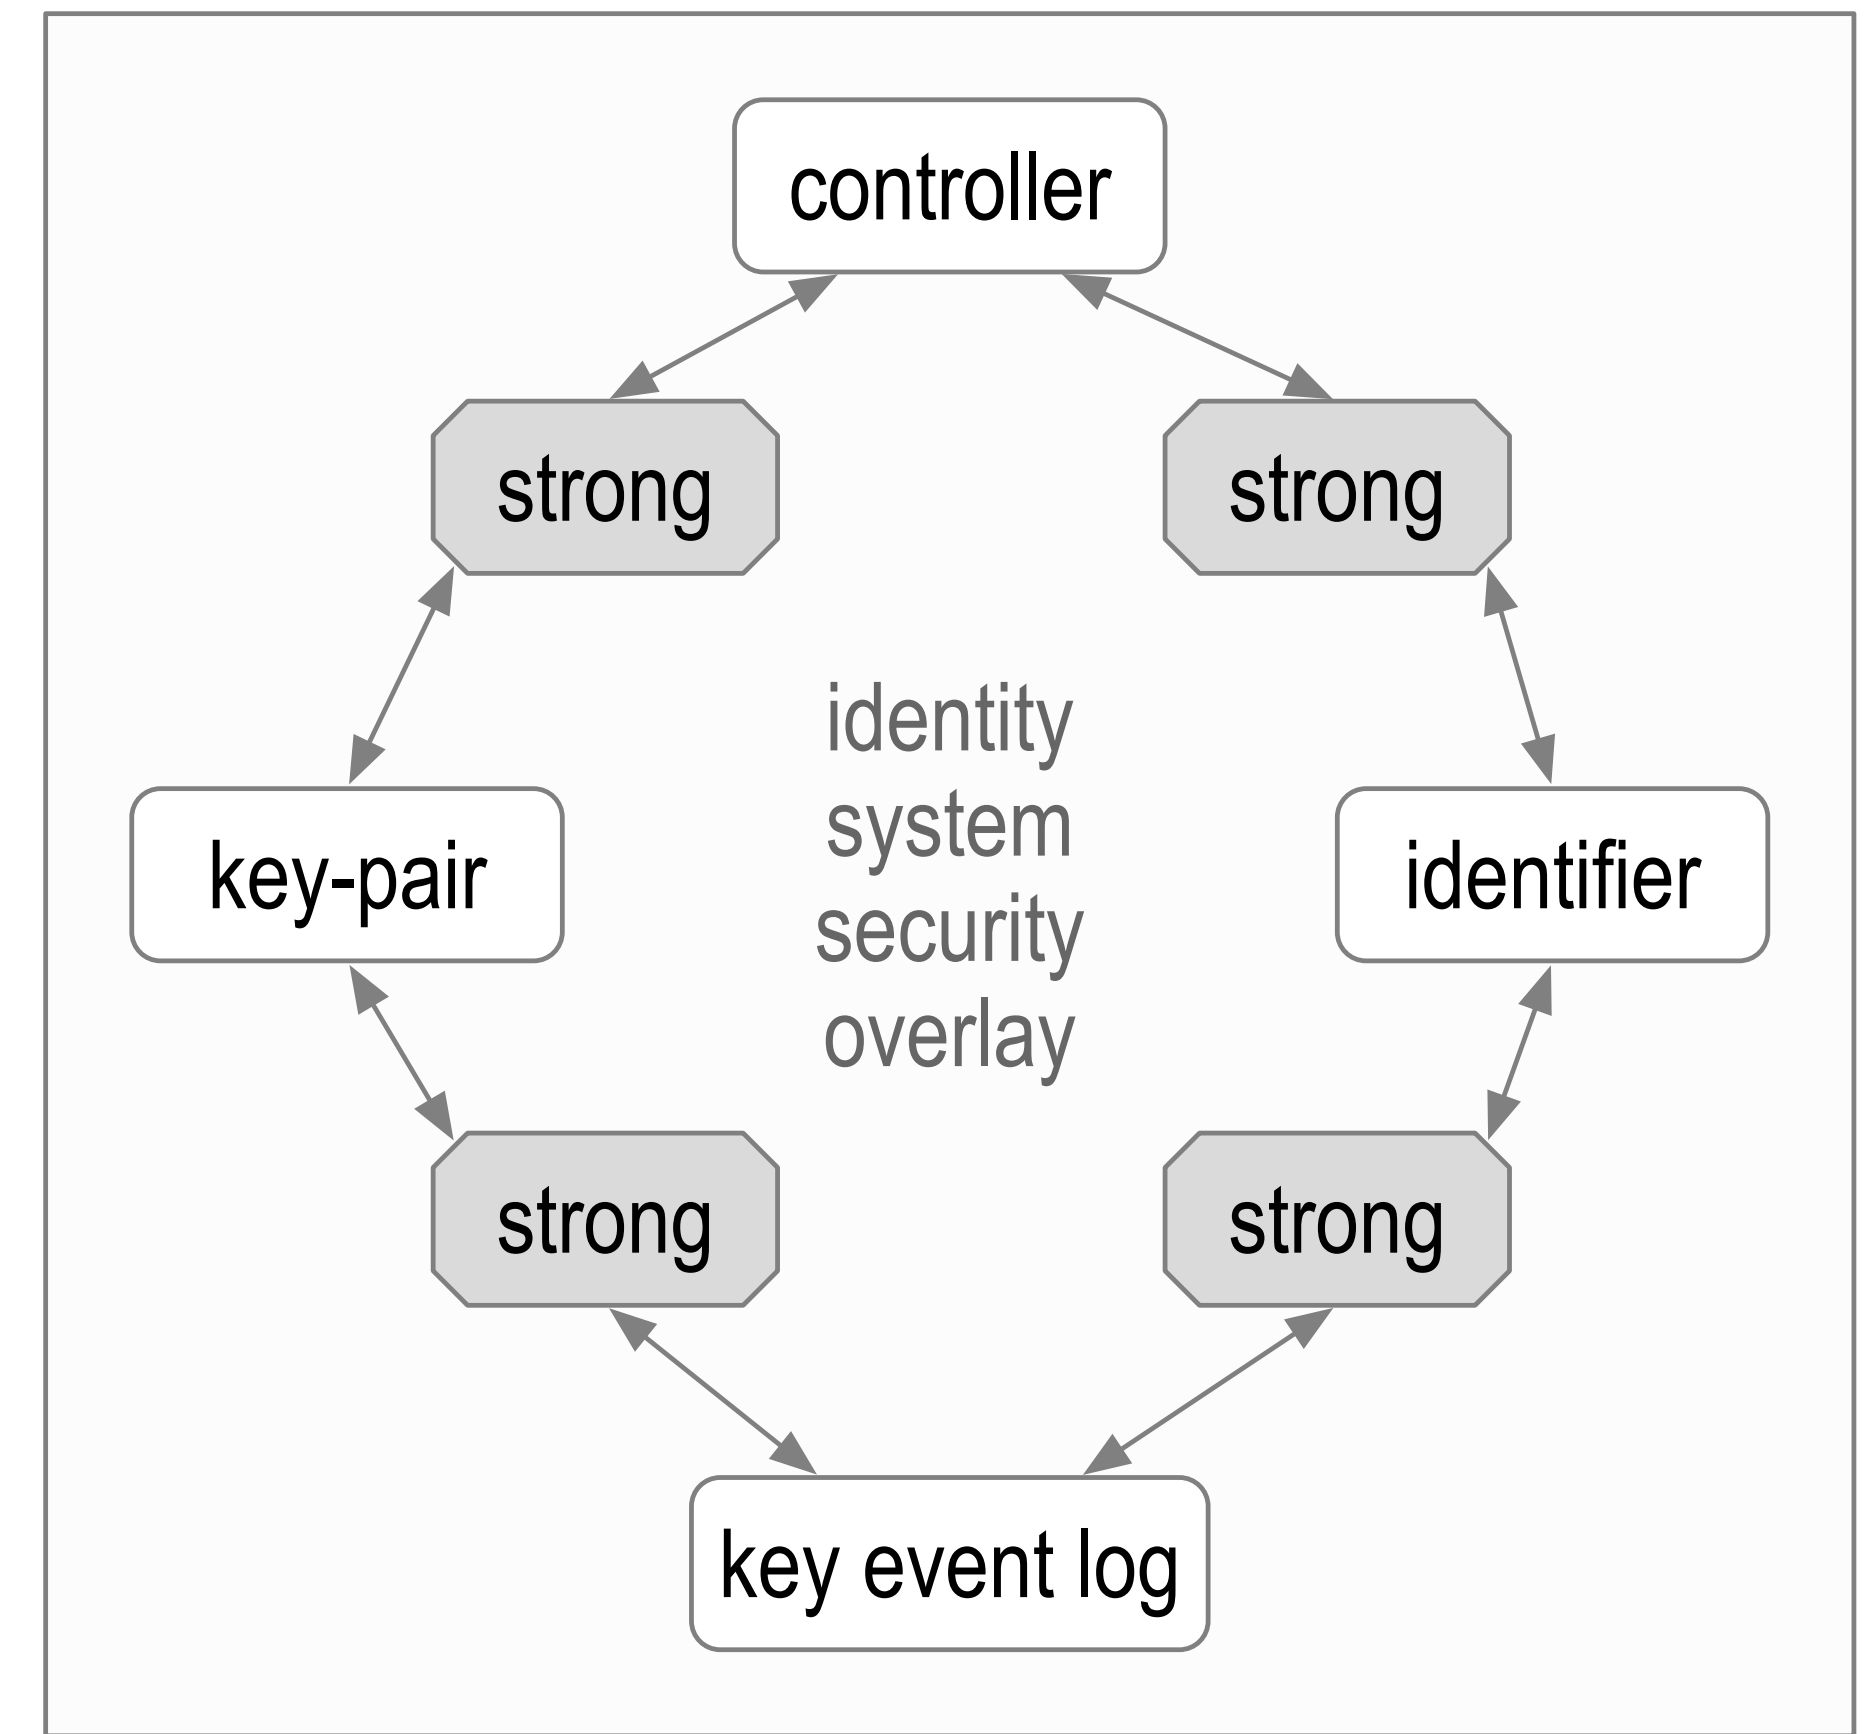 controller
strong
strong
identity
system
security
overlay
key-pair
identifier
strong
strong
key event log